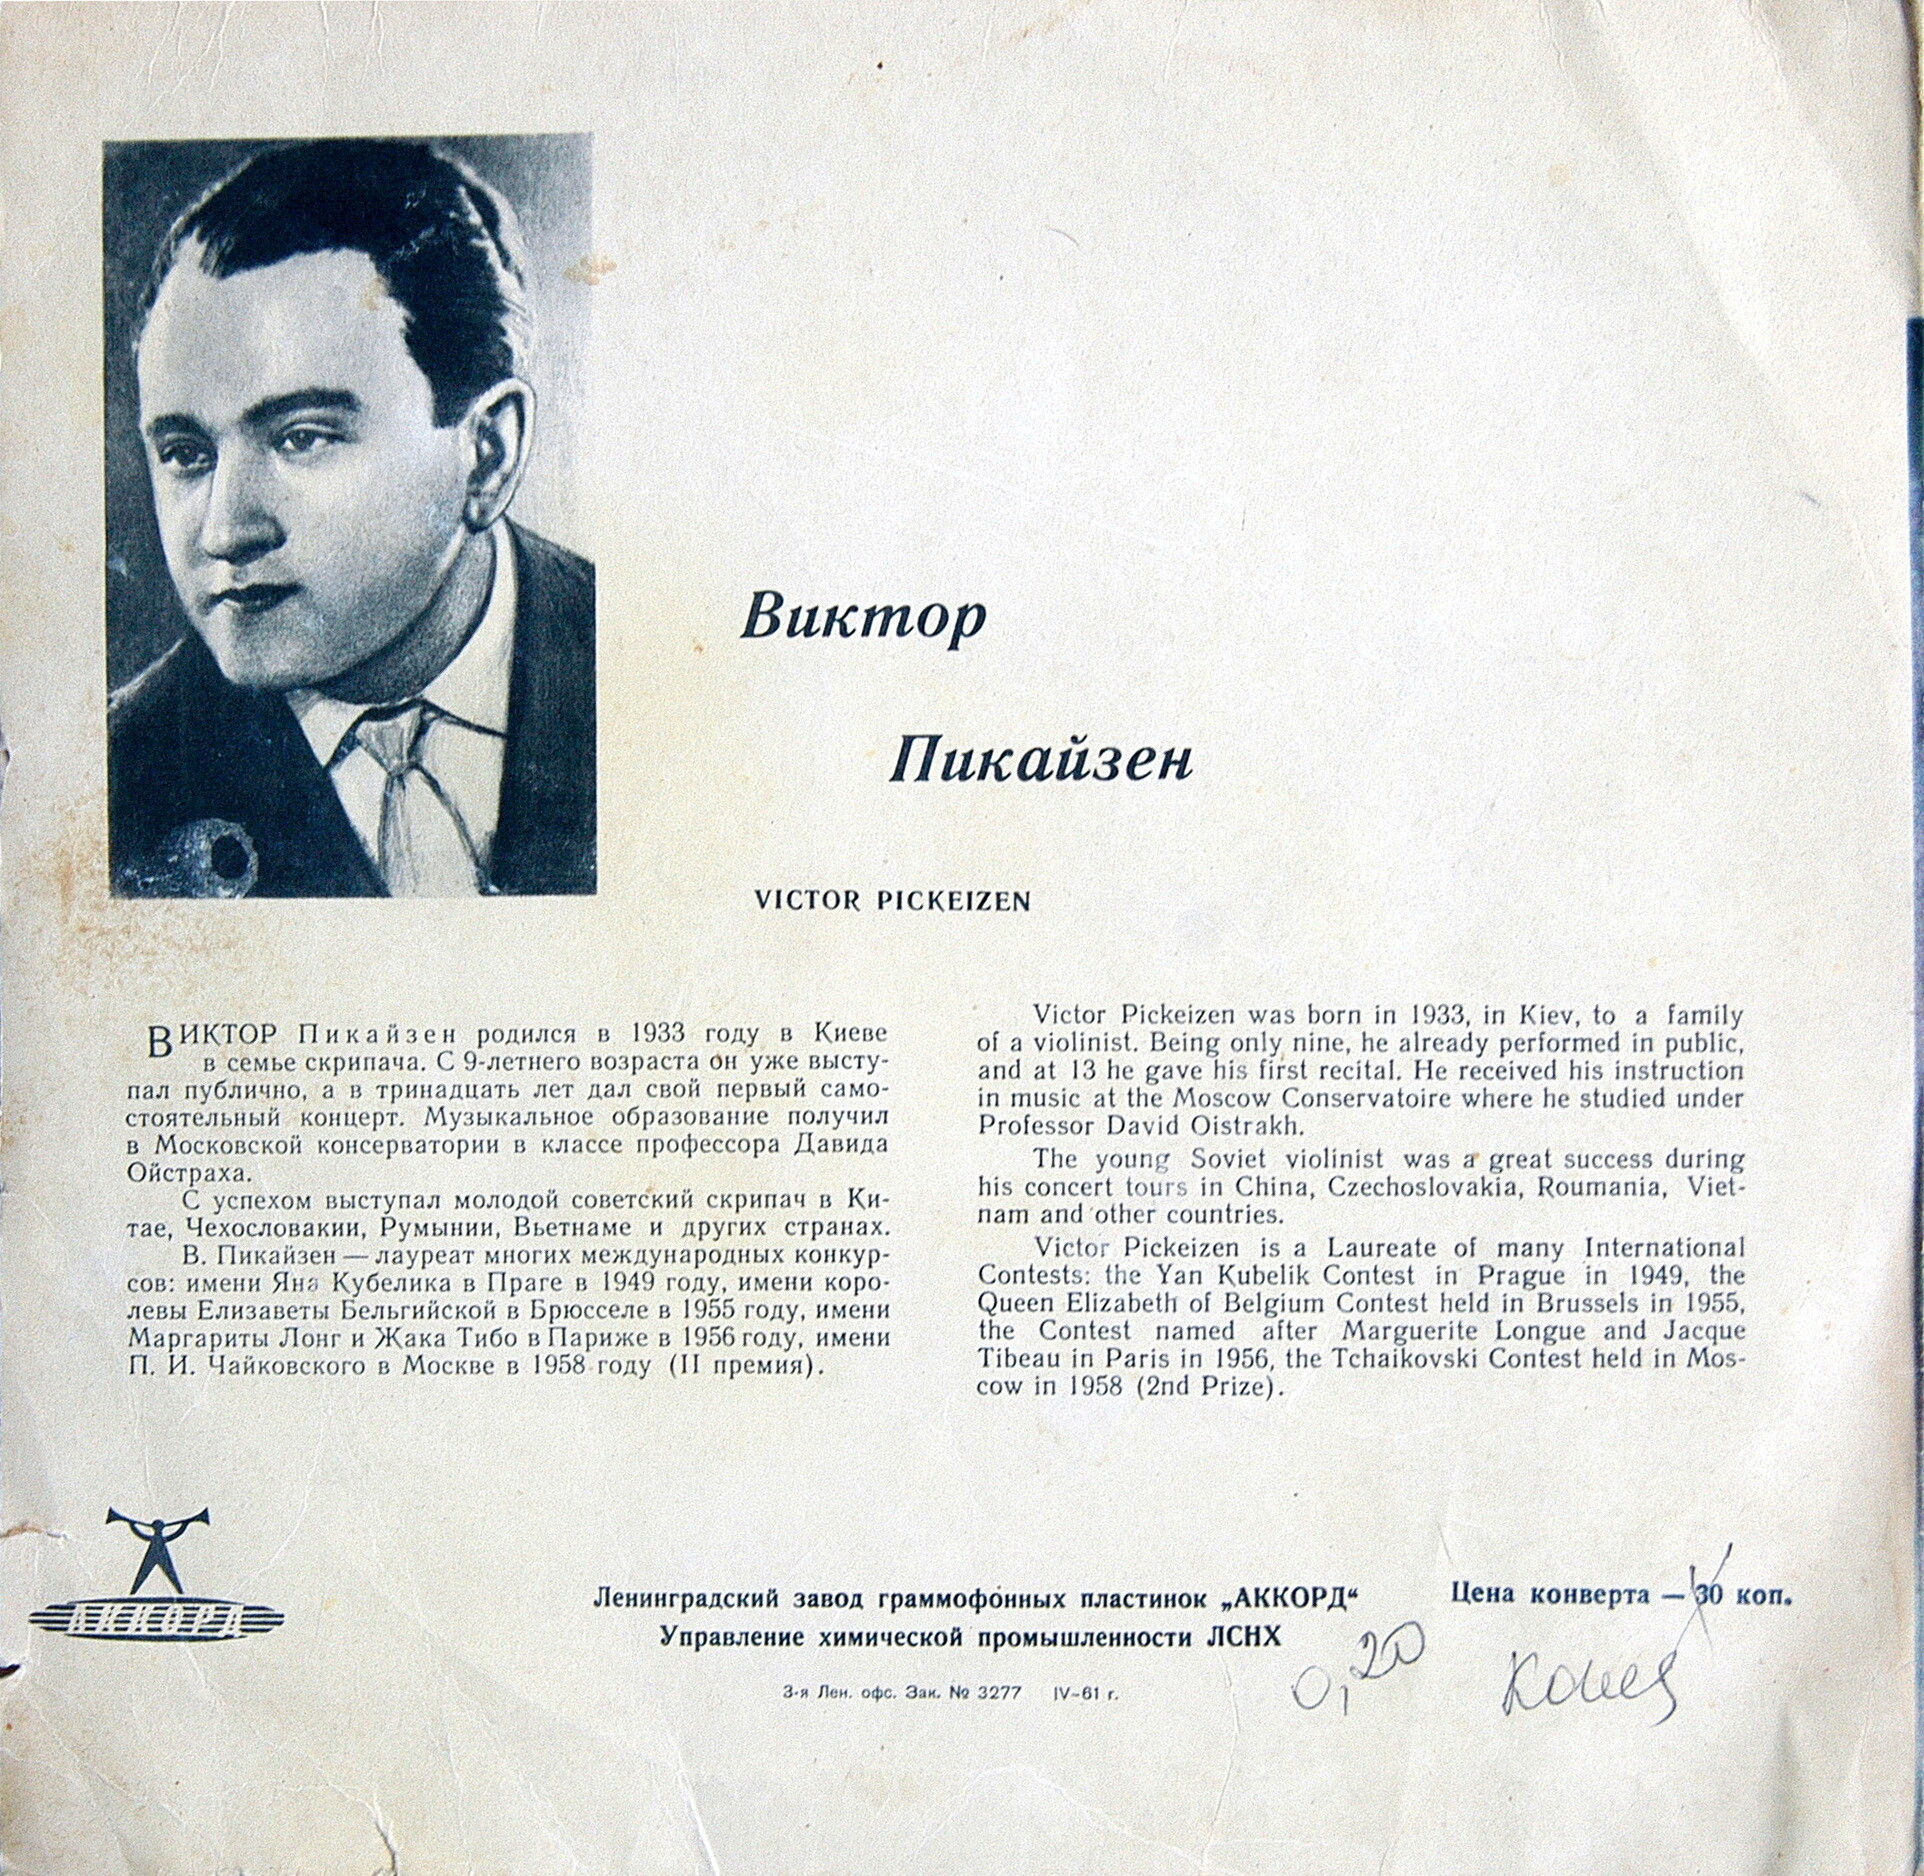 Виктор
Пикайзен
VICTOR PICKEIZEN
ВИКТОР Пикайзен родился в 1933 году в Киеве
в семье скрипача. С 9-летнего возраста он уже высту-
пал публично, а в тринадцать лет дал свой первый само-
стоятельный концерт. Музыкальное образование получил
в Московской консерватории в классе профессора Давида
Ойстраха.
С успехом выступал молодой советский скрипач в Ки-
тае, Чехословакии, Румынии, Вьетнаме и других странах.
В. Пикайзен — лауреат многих международных конкур-
сов: имени Яна Кубелика в Праге в 1949 году, имени коро-
левы Елизаветы Бельгийской в Брюсселе в 1955 году, имени
Маргариты Лонг и Жака Тибо в Париже в 1956 году, имени
П. И. Чайковского в Москве в 1958 году (II премия).
Victor Pickeizen was born in 1933, in Kiev, to a family
of a violinist. Being only nine, he already performed in public,
and at 13 he gave his first recital. He received his instruction
in music at the Moscow Conservatoire where he studied under
Professor David Oistrakh.
The young Soviet violinist was a great success during
his concert tours in China, Czechoslovakia, Roumania, Viet-
nam and other countries.
Victor Pickeizen is a Laureate of many International
Contests: the Yan Kubelik Contest in Prague in 1949, the
Queen Elizabeth of Belgium Contest held in Brussels in 1955,
the Contest named after Marguerite Longue and Jacque
Tibeau in Paris in 1956, the Tchaikovski Contest held in Mos-
cow in 1958 (2nd Prize).
АККОРД
Ленинградский завод граммофонных пластинок „АККОРД“
Управление химической промышленности ЛСНХ
3-я Лен. офс. Зак. № 3277 IV-61 г.
Цена конверта — 30 коп.
0,20